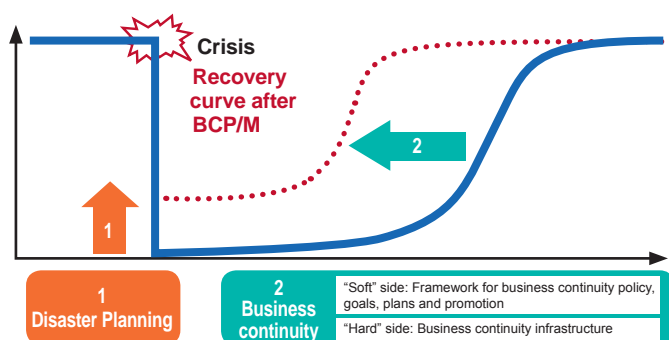 Crisis
Recovery
curve after
BCP/M
2
1
1
Disaster Planning
2
Business
continuity
“Soft” side: Framework for business continuity policy,
goals, plans and promotion
“Hard” side: Business continuity infrastructure